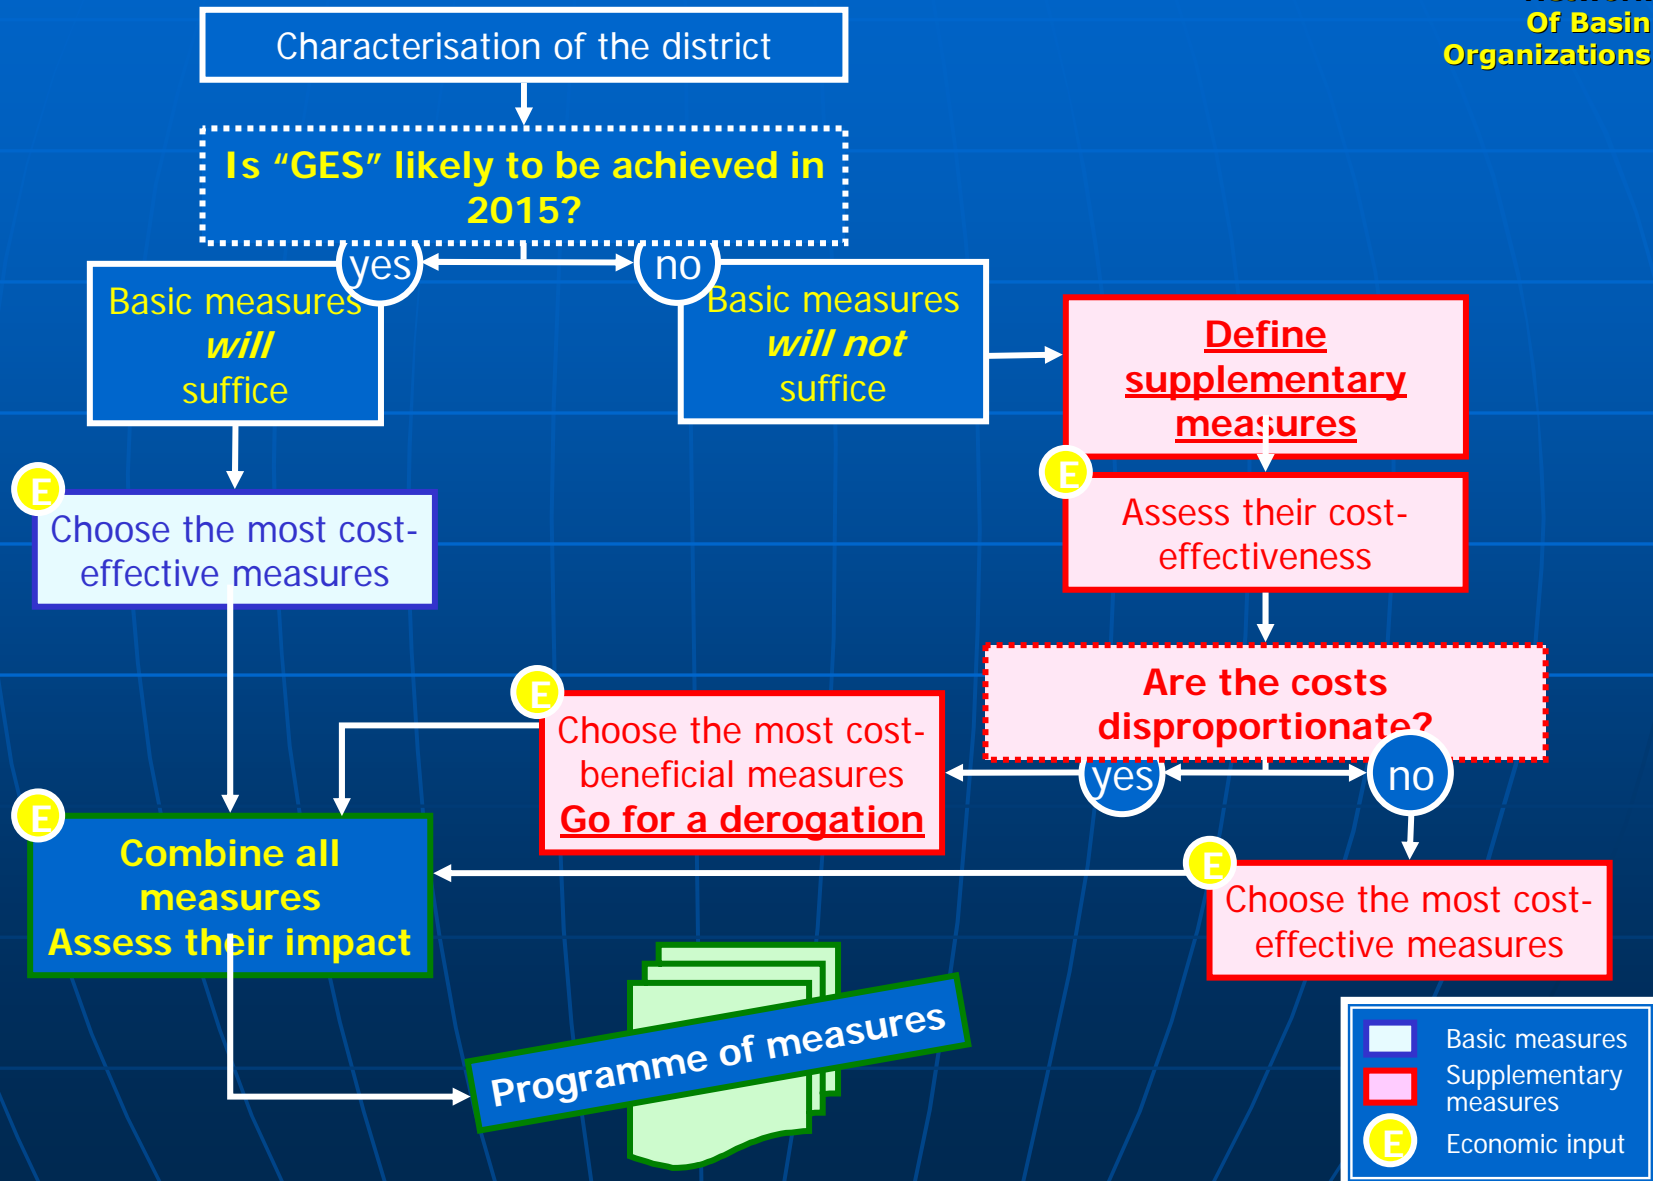 Of Basin
Organizations
Characterisation of the district
Is “GES” likely to be achieved in
2015?
yes
no
Basic measures
will
suffice
Basic measures
will not
suffice
Define
supplementary
measures
E
Choose the most cost-
effective measures
E
Assess their cost-
effectiveness
Are the costs
disproportionate?
yes
no
E
Choose the most cost-
beneficial measures
Go for a derogation
E
Combine all
measures
Assess their impact
E
Choose the most cost-
effective measures
Programme of measures
Basic measures
Supplementary
measures
E
Economic input